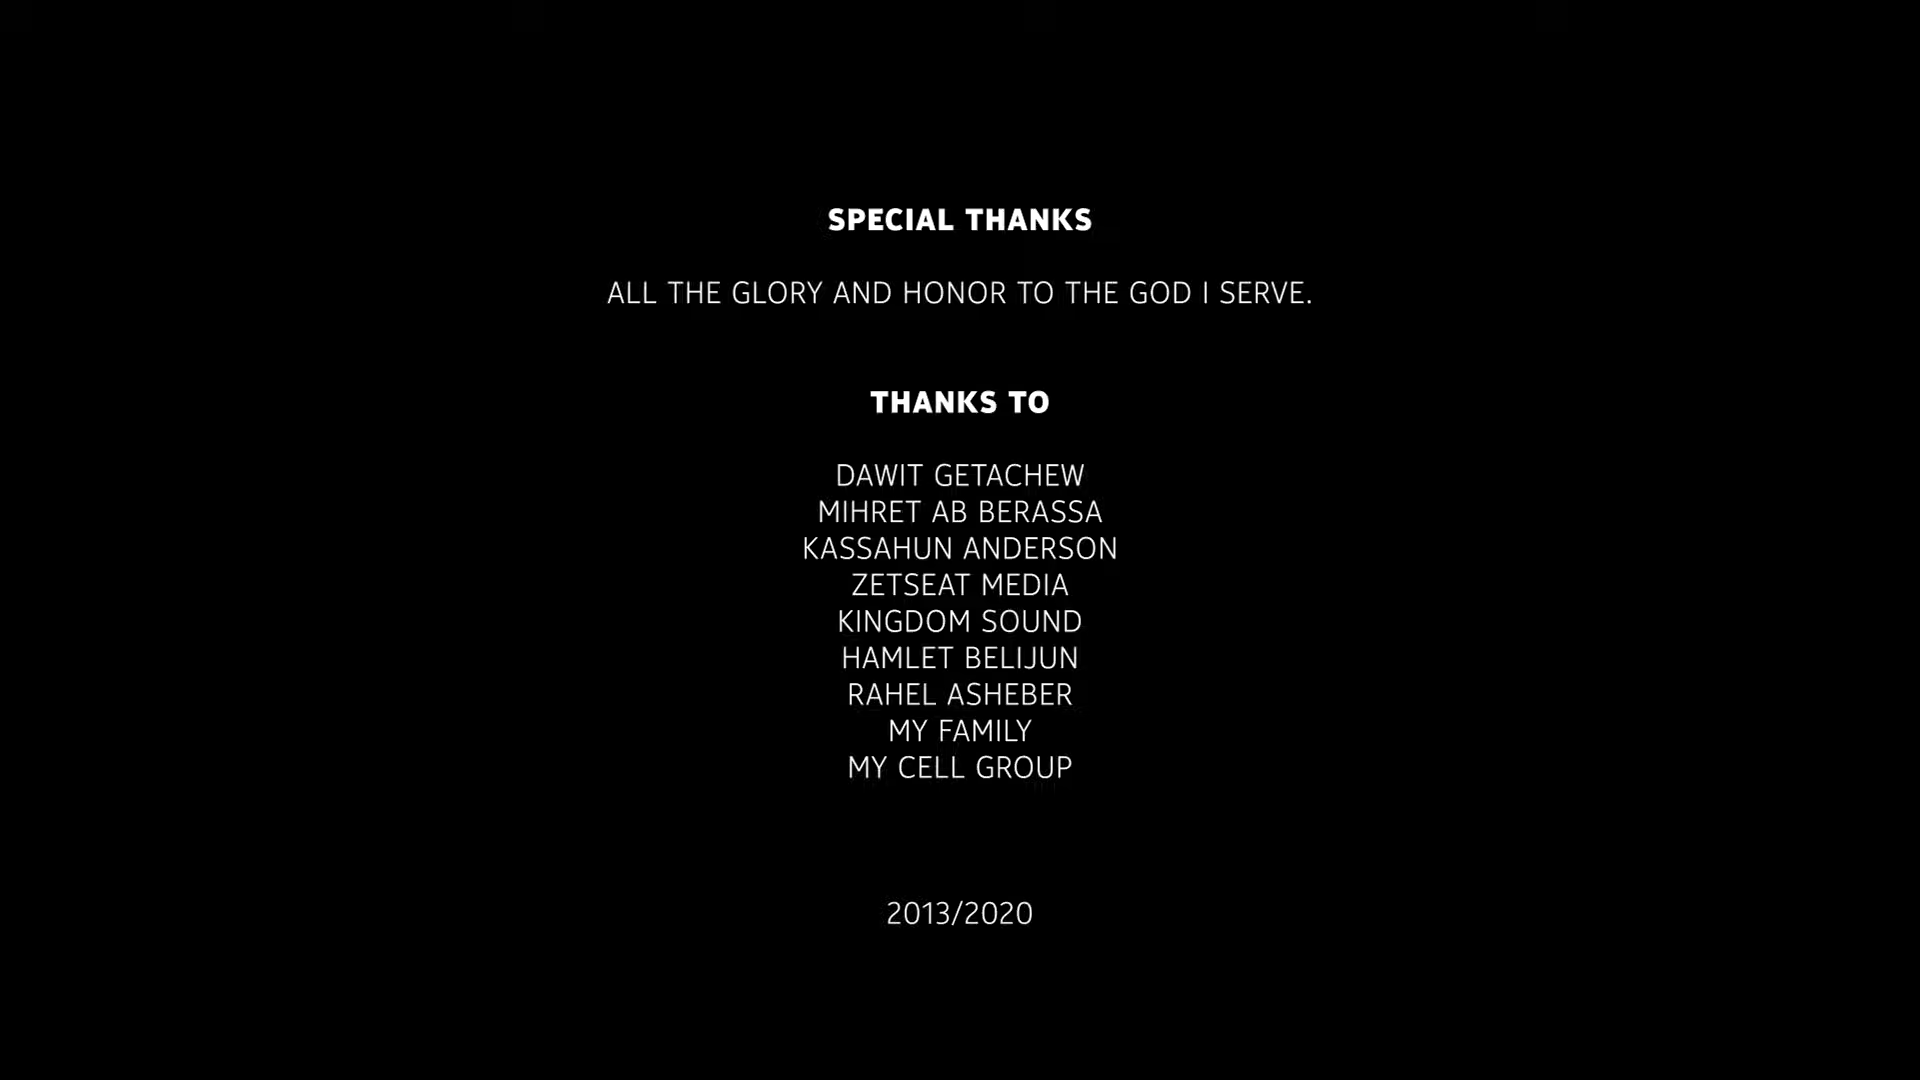 SPECIAL THANKS
ALL THE GLORY AND HONOR TO THE GOD I SERVE.
THANKS TO
DAWIT GETACHEW
MIHRET AB BERASSA
KASSAHUN ANDERSON
ZETSEAT MEDIA
KINGDOM SOUND
HAMLET BELIJUN
RAHEL ASHEBER
MY FAMILY
MY CELL GROUP
2013/2020